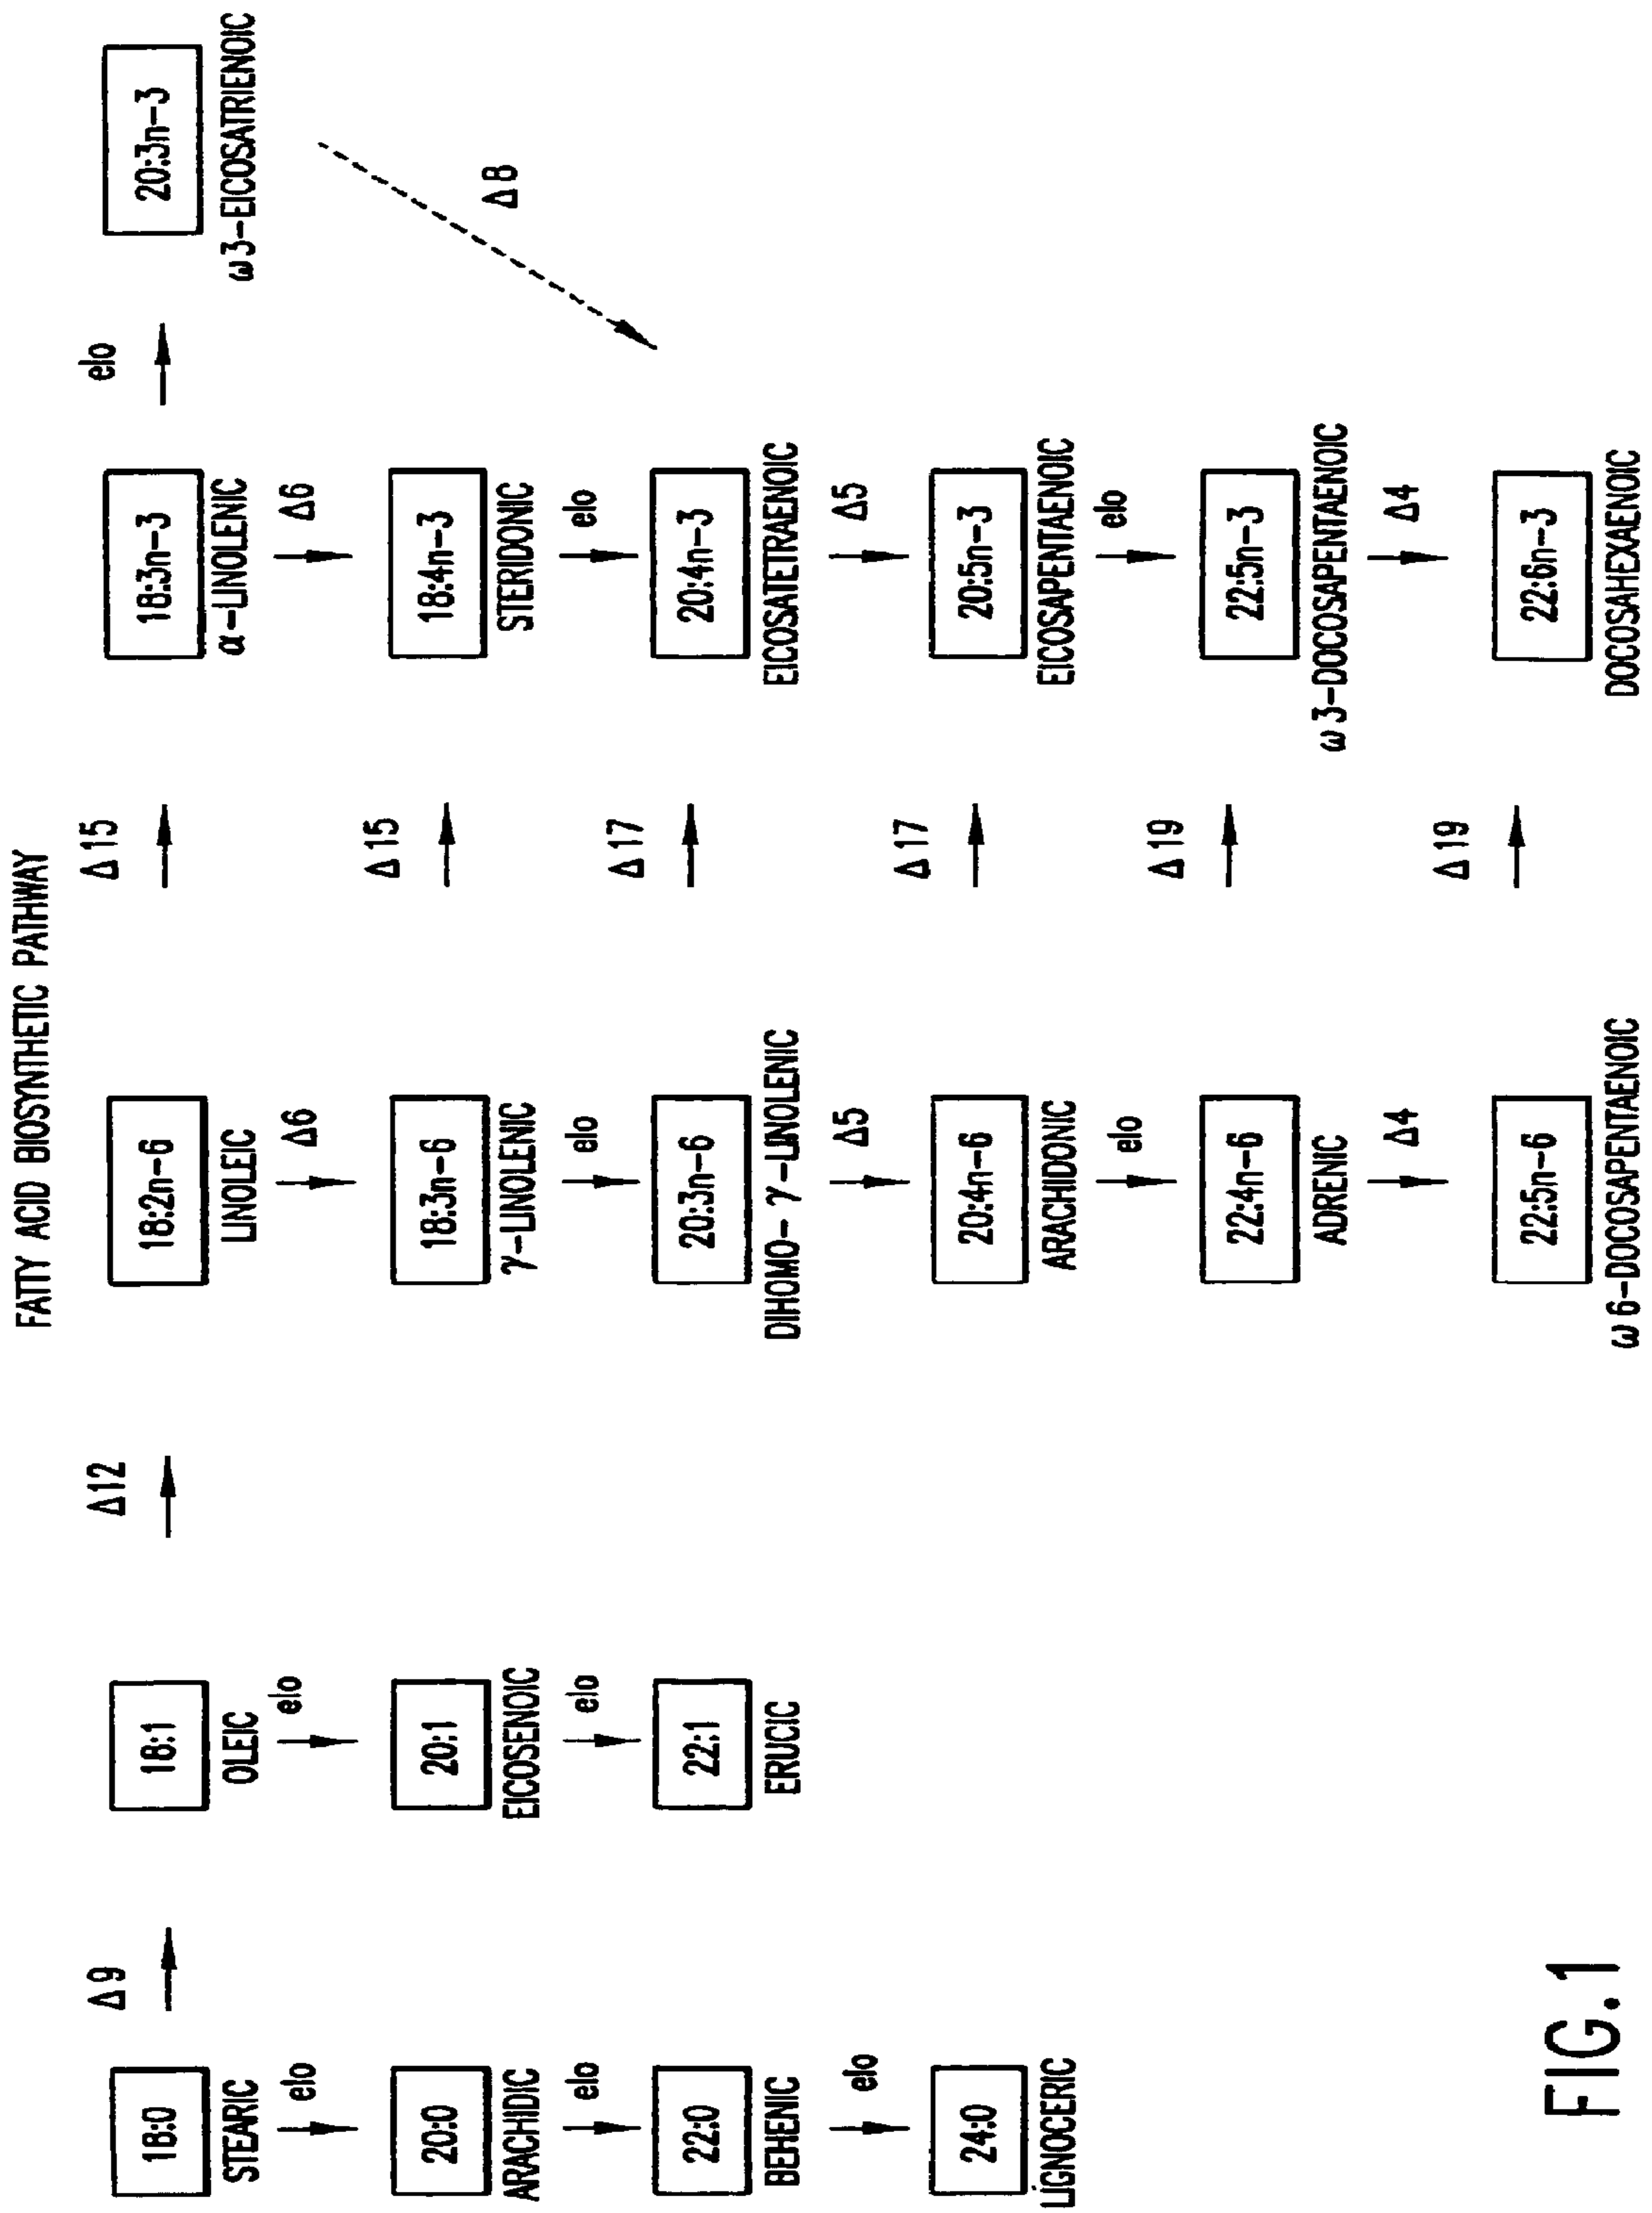 FATTY ACID BIOSYNTHETIC PATHWAY
Δ9
Δ12
Δ15
elo
18:0
18:1
18:2n-6
18:3n-3
20:3n-3
STEARIC
OLEIC
LINOLEIC
α-LINOLENIC
ω3-EICOSATRIENOIC
elo
elo
Δ6
Δ15
Δ6
20:0
20:1
18:3n-6
18:4n-3
Δ8
ARACHIDIC
EICOSENOIC
γ-LINOLENIC
STERIDONIC
elo
elo
elo
Δ17
elo
22:0
22:1
20:3n-6
20:4n-3
BEHENIC
ERUCIC
DIHOMO-γ-LINOLENIC
EICOSATETRAENOIC
elo
Δ5
Δ17
Δ5
24:0
20:4n-6
20:5n-3
LIGNOCERIC
ARACHIDONIC
EICOSAPENTAENOIC
elo
Δ19
elo
22:4n-6
22:5n-3
ADRENIC
ω3-DOCOSAPENTAENOIC
Δ4
Δ19
Δ4
22:5n-6
22:6n-3
ω6-DOCOSAPENTAENOIC
DOCOSAHEXAENOIC
FIG.1